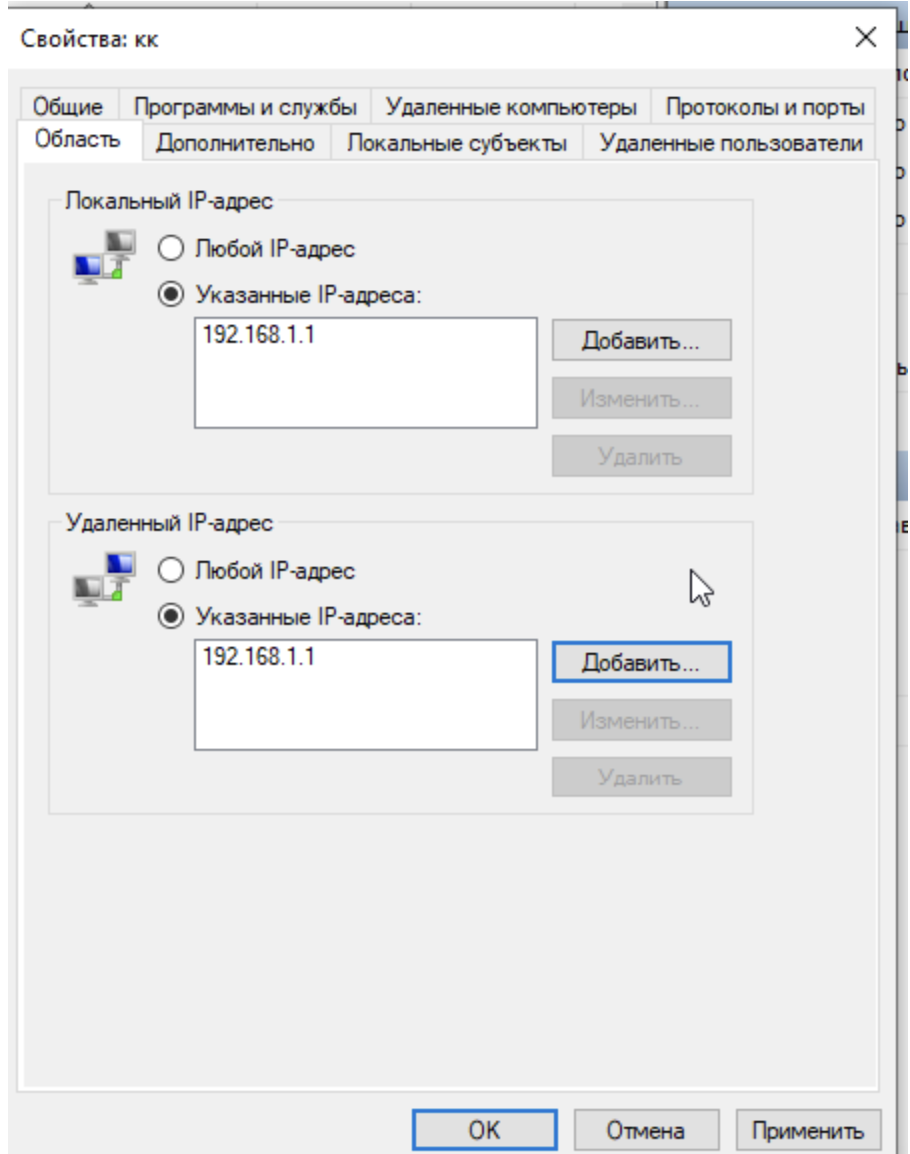 Свойства: кк
Общие Программы и службы Удаленные компьютеры Протоколы и порты
Область Дополнительно Локальные субъекты Удаленные пользователи
Локальный IP-адрес
Любой IP-адрес
Указанные IP-адреса:
192.168.1.1
Добавить...
Изменить...
Удалить
Удаленный IP-адрес
Любой IP-адрес
Указанные IP-адреса:
192.168.1.1
Добавить...
Изменить...
Удалить
OK Отмена Применить